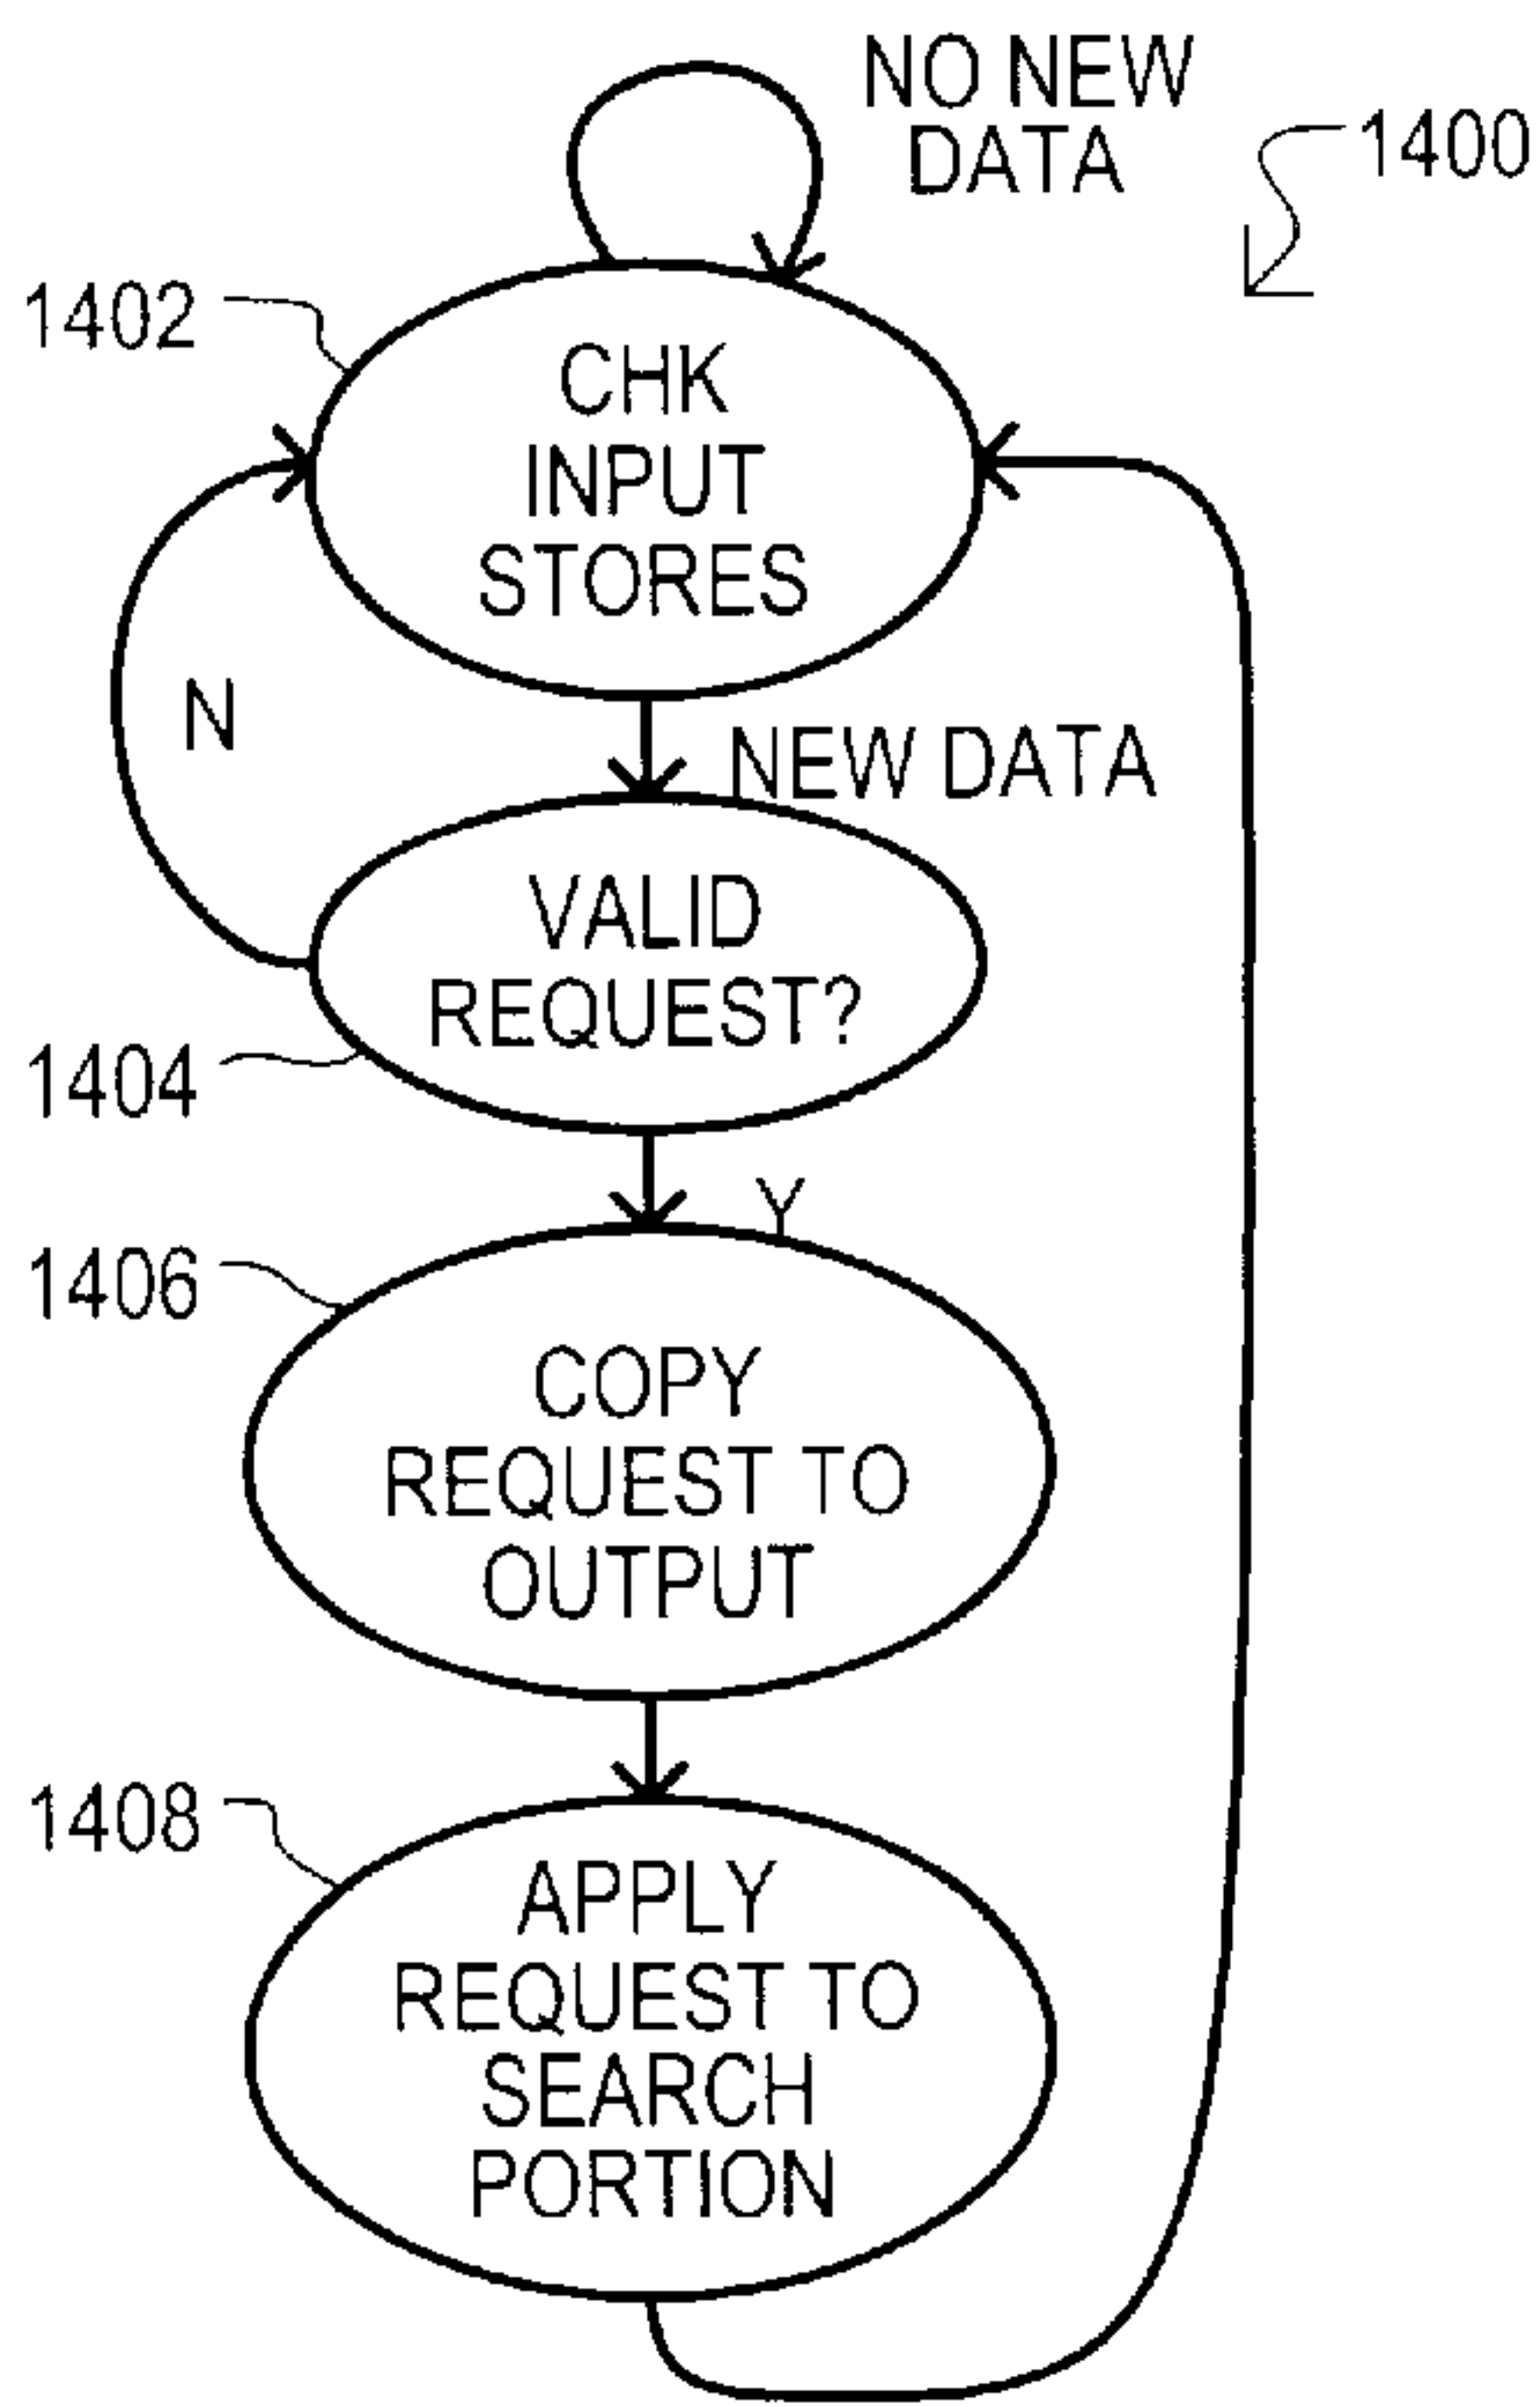 NO NEW
DATA
1400
1402
CHK
INPUT
STORES
N
NEW DATA
VALID
REQUEST?
1404
Y
1406
COPY
REQUEST TO
OUTPUT
1408
APPLY
REQUEST TO
SEARCH
PORTION